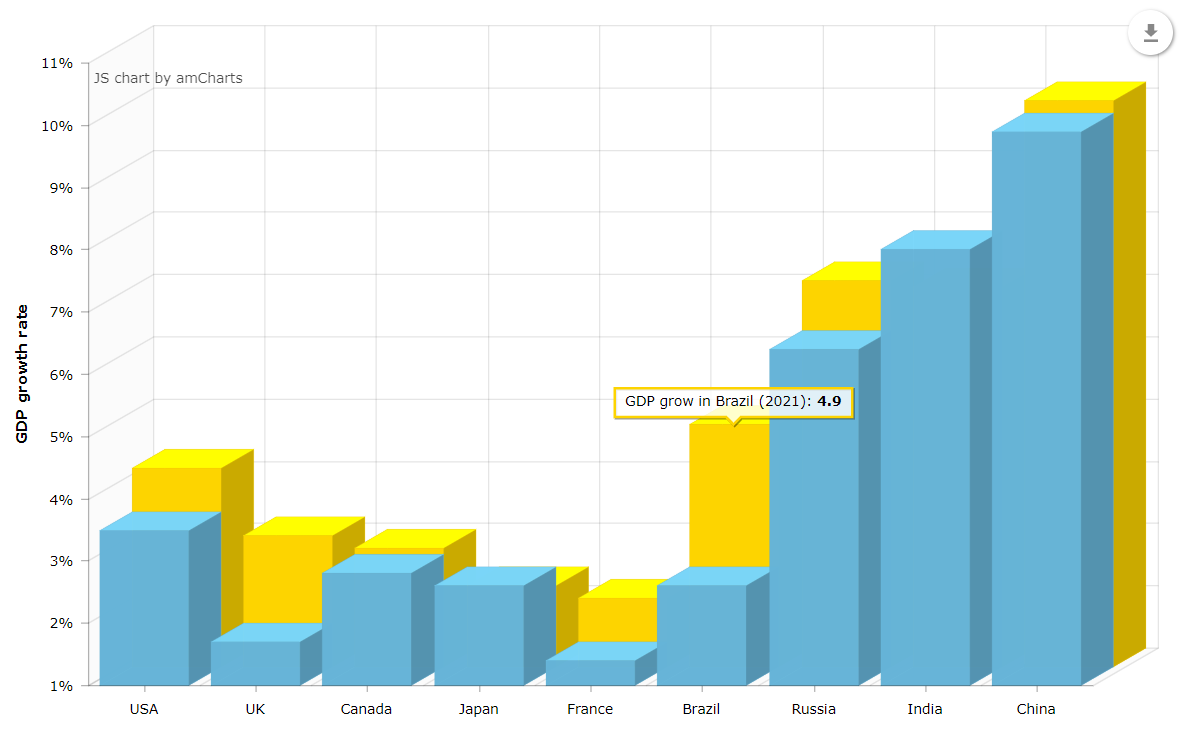 11%
JS chart by amCharts
10%
9%
8%
7%
6%
5%
4%
3%
2%
1%
GDP growth rate
GDP grow in Brazil (2021): 4.9
USA UK Canada Japan France Brazil Russia India China